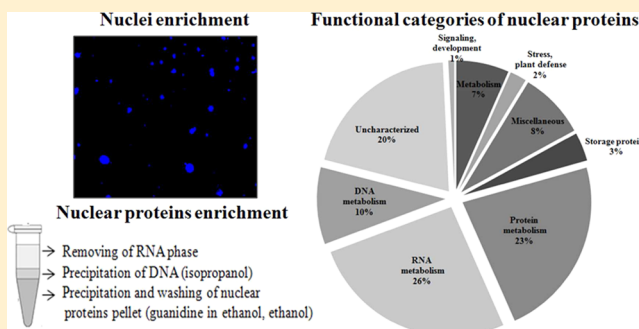 Nuclei enrichment
Nuclear proteins enrichment
Removing of RNA phase
Precipitation of DNA (isopropanol)
Precipitation and washing of nuclear
proteins pellet (guanidine in ethanol, ethanol)
Functional categories of nuclear proteins
Signaling,
development
1%
Metabolism
7%
Stress,
plant defense
2%
Miscellaneous
8%
Storage protei
3%
Protein
metabolism
23%
RNA
metabolism
26%
DNA
metabolism
10%
Uncharacterized
20%